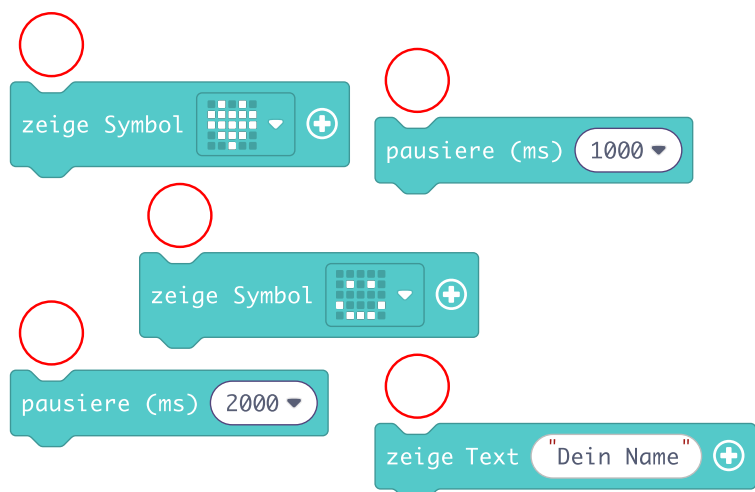 zeige Symbol
pausiere (ms) 1000
zeige Symbol
pausiere (ms) 2000
zeige Text "Dein Name"